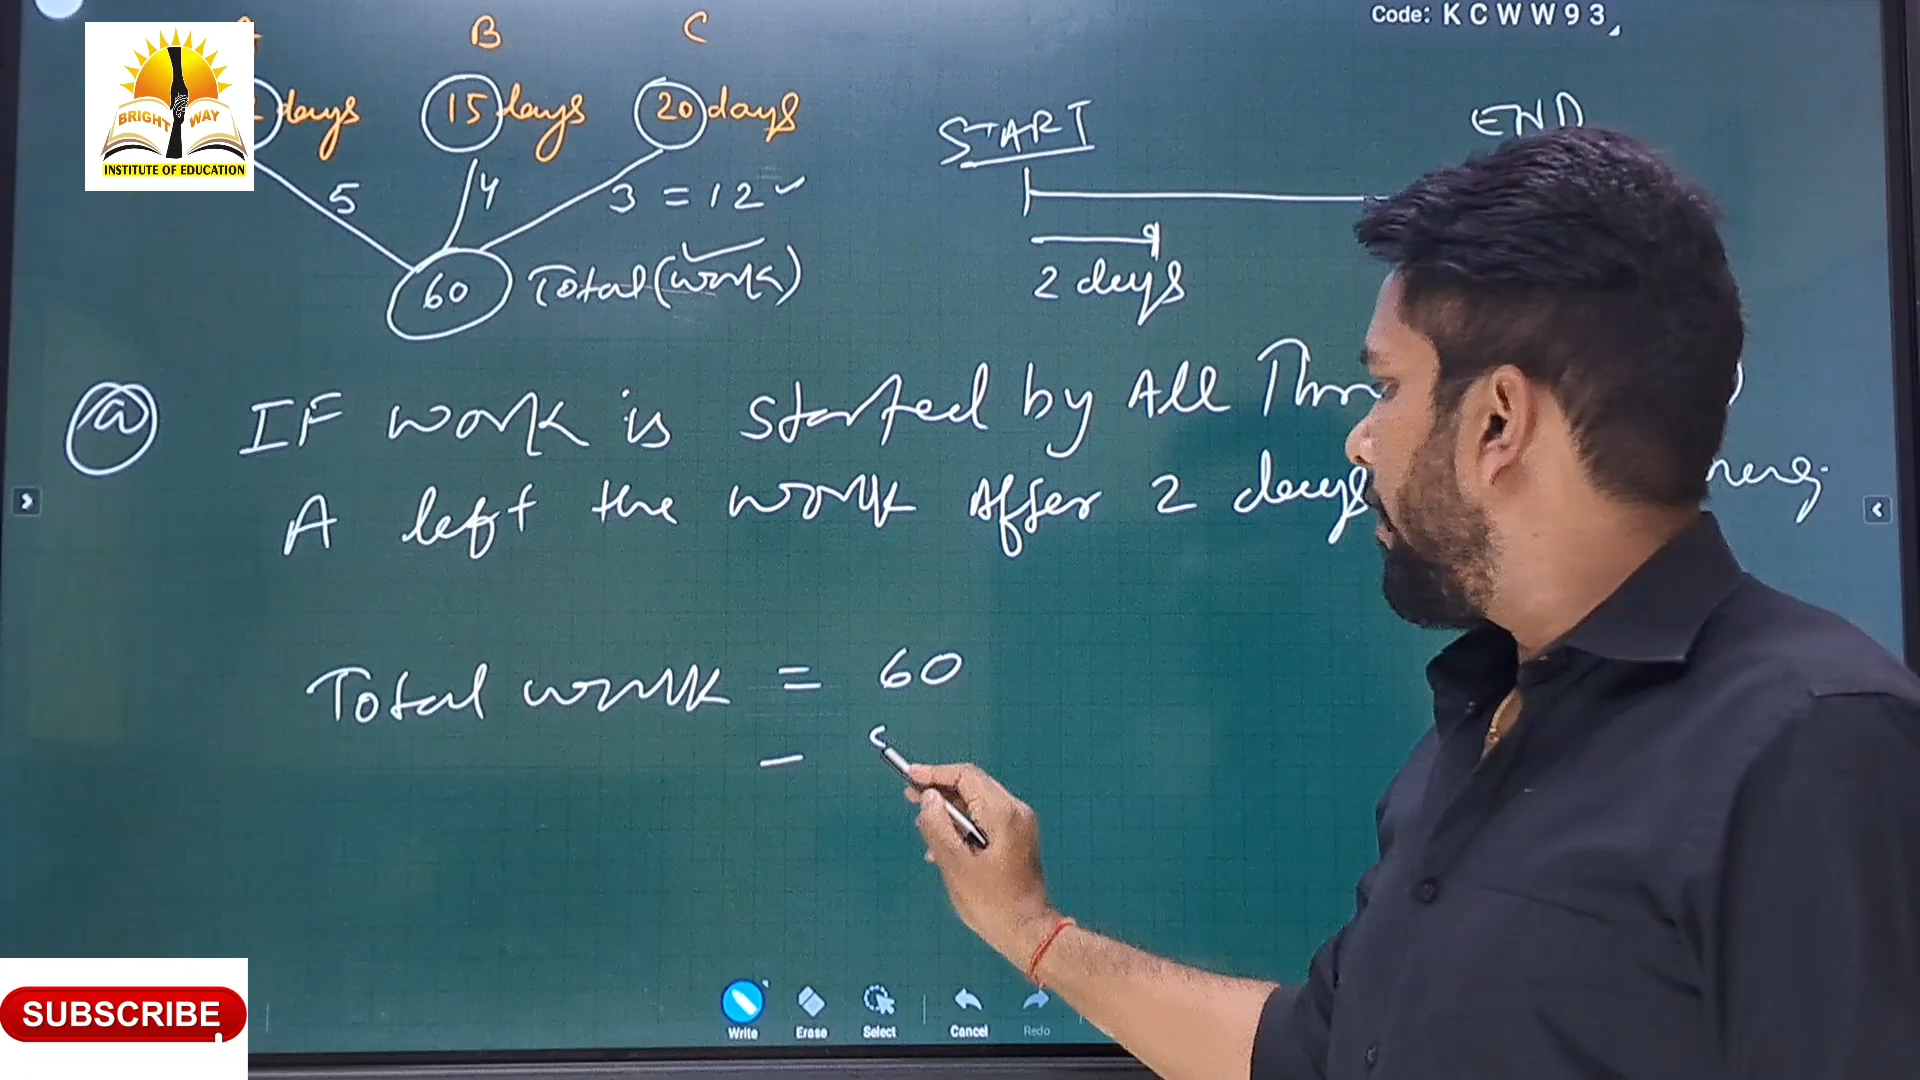 Code: KCWW93
B C
days 15 days 20 days
BRIGHT WAY
INSTITUTE OF EDUCATION
START END
5 4 3 = 12 ✓
60 Total (work)
2 days
a IF work is started by All
A left the work After 2 days
Total work = 60
-
SUBSCRIBE
Write Erase Select Cancel Redo